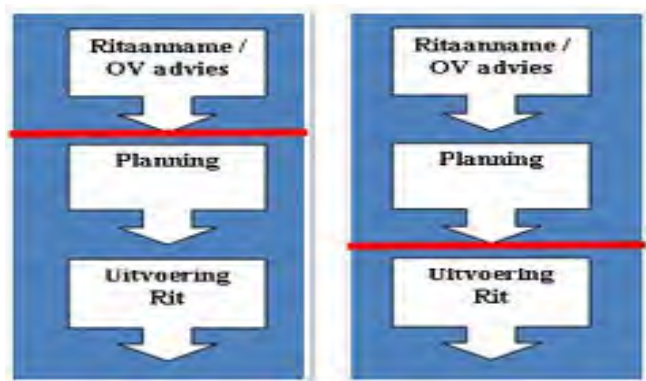 Ritaanname /
OV advies
Planning
Uitvoering
Rit
Ritaanname /
OV advies
Planning
Uitvoering
Rit